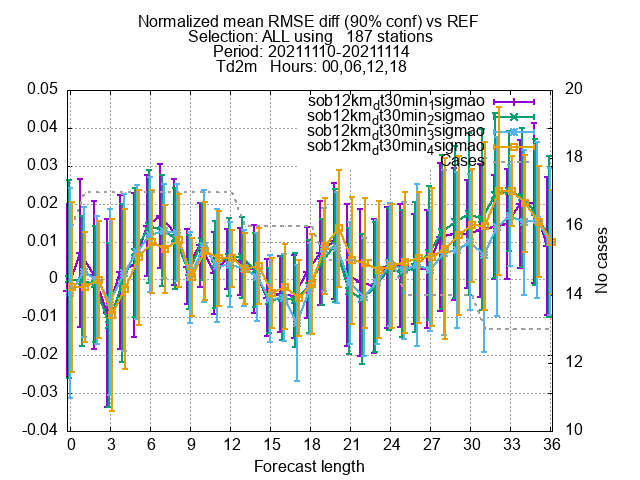 Normalized mean RMSE diff (90% conf) vs REF
Selection: ALL using 187 stations
Period: 20211110-20211114
Td2m Hours: 00,06,12,18
sob12km_dt30min_1sigmao
sob12km_dt30min_2sigmao
sob12km_dt30min_3sigmao
sob12km_dt30min_4sigmao
Cases
0.05
0.04
0.03
0.02
0.01
0
-0.01
-0.02
-0.03
-0.04
20
18
16
14
12
10
No cases
0 3 6 9 12 15 18 21 24 27 30 33 36
Forecast length